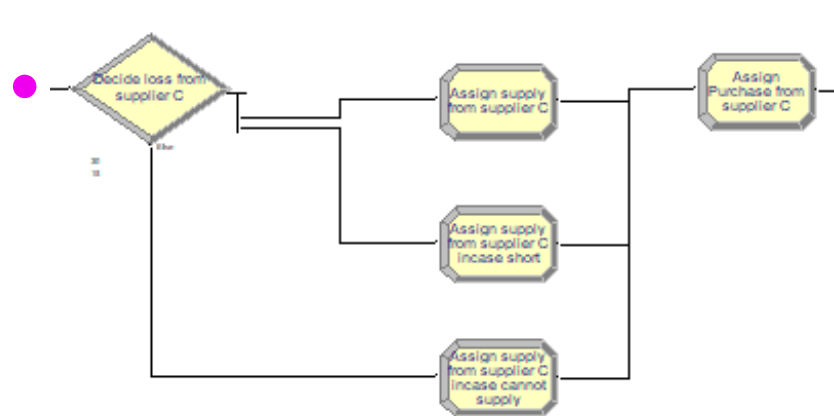 Decide loss from
supplier C
Else
Assign supply
from supplier C
Assign
Purchase from
supplier C
Assign supply
from supplier C
incase short
Assign supply
from supplier C
incase cannot
supply